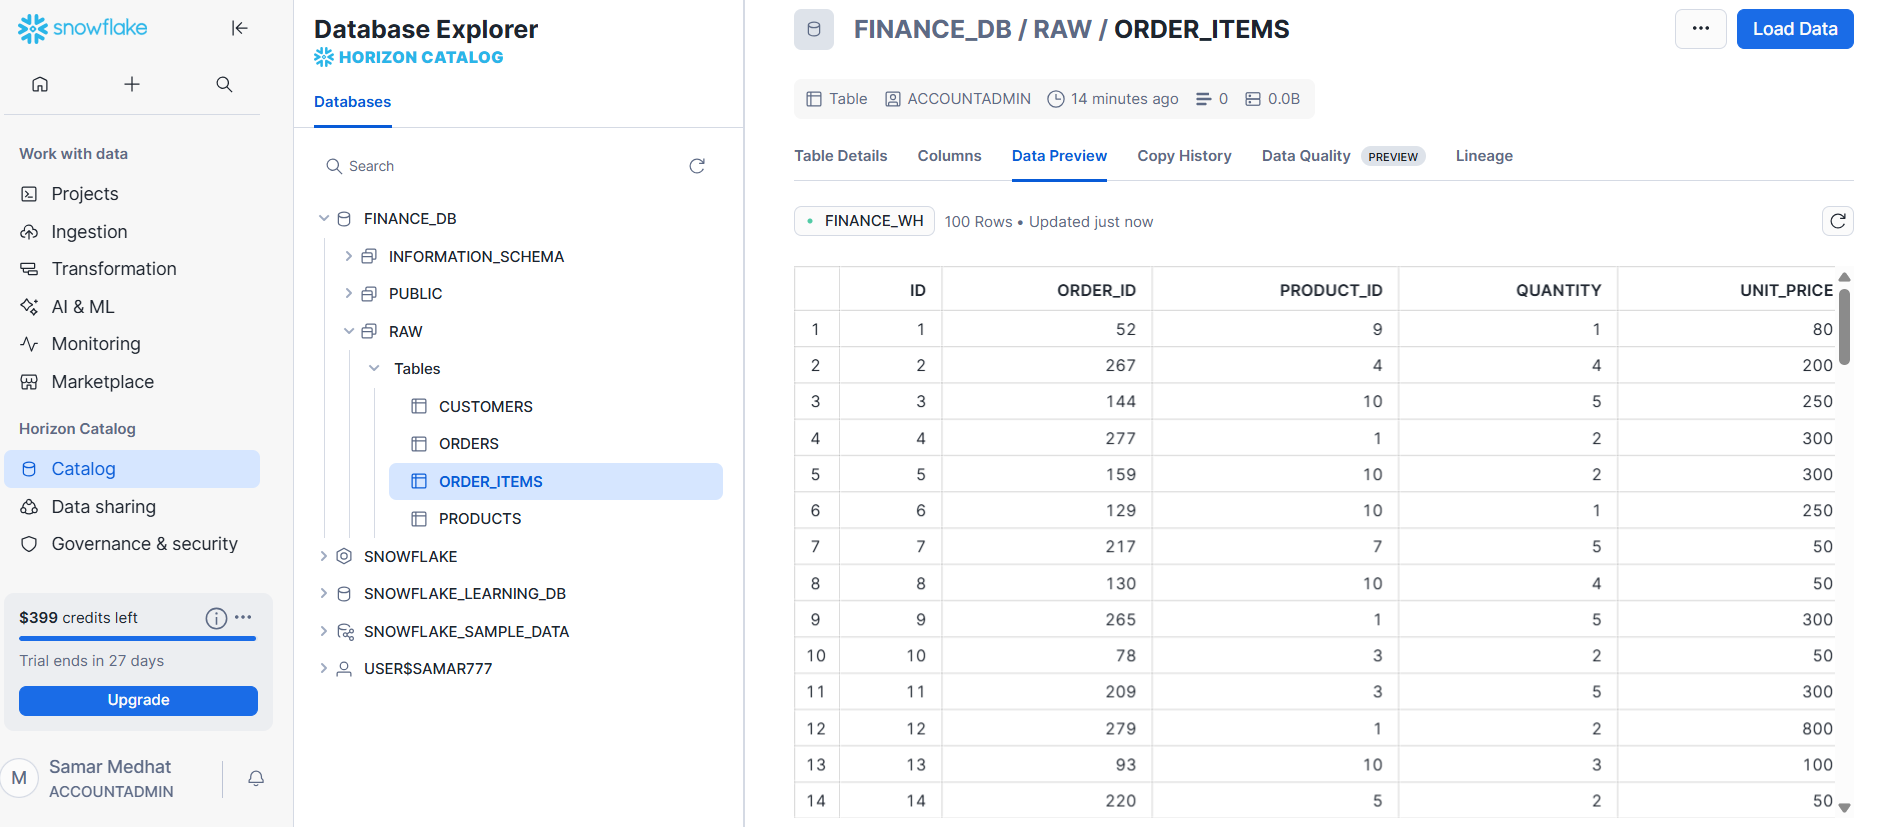 snowflake
Work with data
Projects
Ingestion
Transformation
AI & ML
Monitoring
Marketplace
Horizon Catalog
Catalog
Data sharing
Governance & security
$399 credits left
Trial ends in 27 days
Upgrade
M
Samar Medhat
ACCOUNTADMIN
Database Explorer
HORIZON CATALOG
Databases
Search
FINANCE_DB
INFORMATION_SCHEMA
PUBLIC
RAW
Tables
CUSTOMERS
ORDERS
ORDER_ITEMS
PRODUCTS
SNOWFLAKE
SNOWFLAKE_LEARNING_DB
SNOWFLAKE_SAMPLE_DATA
USER$SAMAR777
FINANCE_DB / RAW / ORDER_ITEMS
Load Data
Table ACCOUNTADMIN 14 minutes ago 0 0.0B
Table Details Columns Data Preview Copy History Data Quality PREVIEW Lineage
FINANCE_WH 100 Rows • Updated just now
ID ORDER_ID PRODUCT_ID QUANTITY UNIT_PRICE
1 1 52 9 1 80
2 2 267 4 4 200
3 3 144 10 5 250
4 4 277 1 2 300
5 5 159 10 2 300
6 6 129 10 1 250
7 7 217 7 5 50
8 8 130 10 4 50
9 9 265 1 5 300
10 10 78 3 2 50
11 11 209 3 5 300
12 12 279 1 2 800
13 13 93 10 3 100
14 14 220 5 2 50